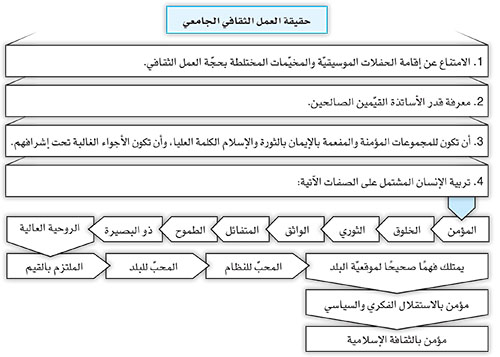 حقيقة العمل الثقافي الجامعي
1. الامتناع عن إقامة الحفلات الموسيقيّة والمخيّمات المختلطة بحجّة العمل الثقافي.
2. معرفة قدر الأساتذة القيّمين الصالحين.
3. أن تكون للمجموعات المؤمنة والمفعمة بالإيمان بالثورة والإسلام الكلمة العليا، وأن تكون الأجواء الغالبة تحت إشرافهم.
4. تربية الإنسان المشتمل على الصفات الآتية:
المؤمن
الخلوق
الثوري
الواثق
المتفائل
الطموح
ذو البصيرة
الروحية العالية
الملتزم بالقيم
المحبّ للبلد
المحبّ للنظام
يمتلك فهمًا صحيحًا لموقعيّة البلد
مؤمن بالاستقلال الفكري والسياسي
مؤمن بالثقافة الإسلامية